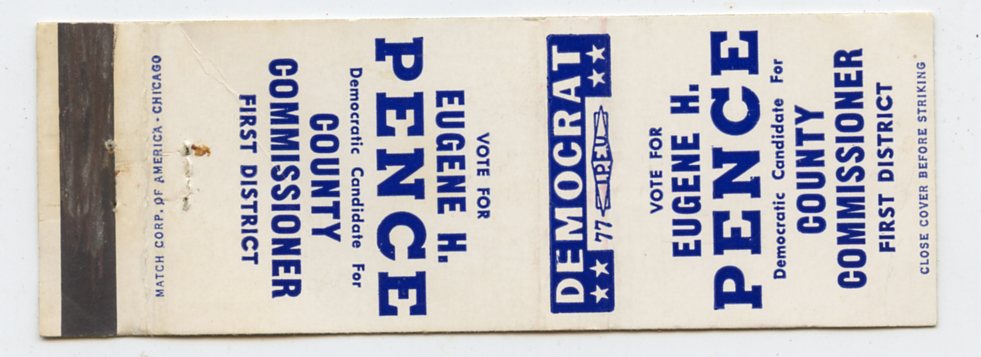 MATCH CORP. OF AMERICA - CHICAGO
VOTE FOR
EUGENE H.
PENCE
Democratic Candidate For
COUNTY
COMMISSIONER
FIRST DISTRICT
DEMOCRAT
77 P.E.U.
VOTE FOR
EUGENE H.
PENCE
Democratic Candidate For
COUNTY
COMMISSIONER
FIRST DISTRICT
CLOSE COVER BEFORE STRIKING